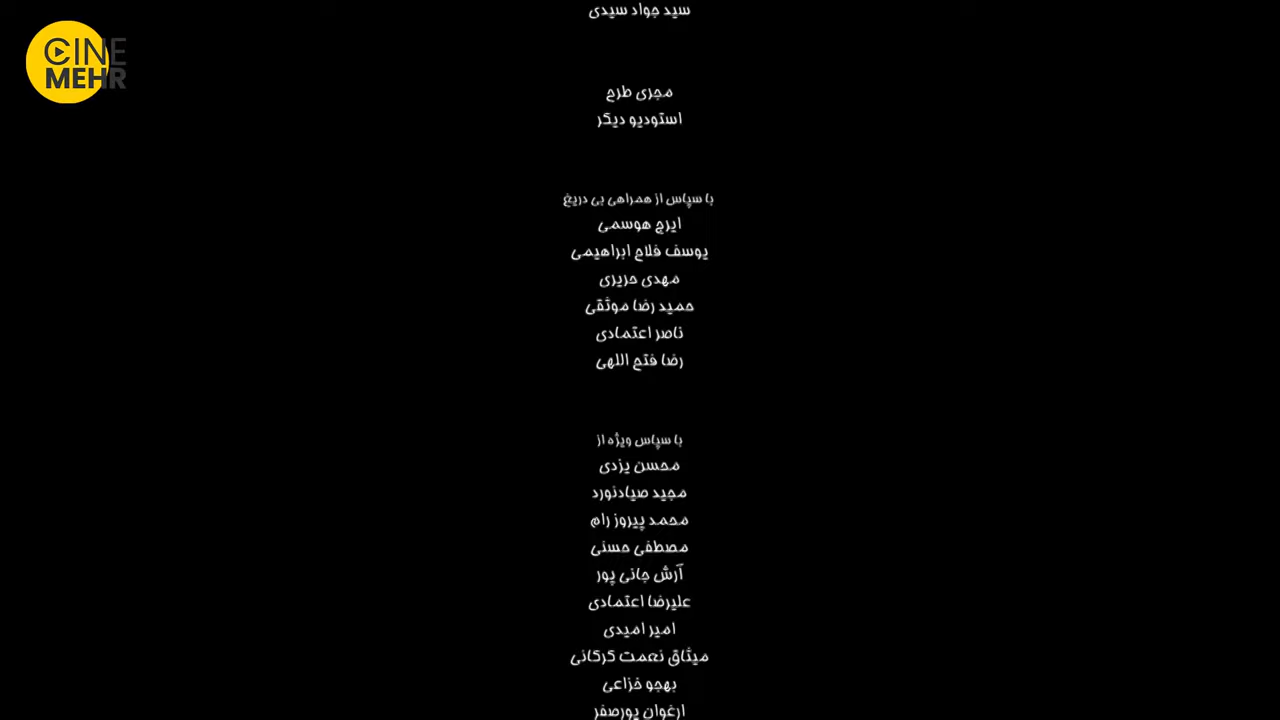 CINE
MEHR
سید جواد سیدی
مجری طرح
استودیو دیگر
با سپاس از همراهی بی دریغ
ایرج هوسمی
یوسف فلاح ابراهیمی
مهدی حریری
حمید رضا موثقی
ناصر اعتمادی
رضا فتح اللهی
با سپاس ویژه از
محسن یزدی
مجید صیادنورد
محمد پیروز رام
مصطفی حسنی
آرش جانی پور
علیرضا اعتمادی
امیر امیدی
میثاق نعمت گرگانی
بهجو خزاعی
ارغوان پورصفر